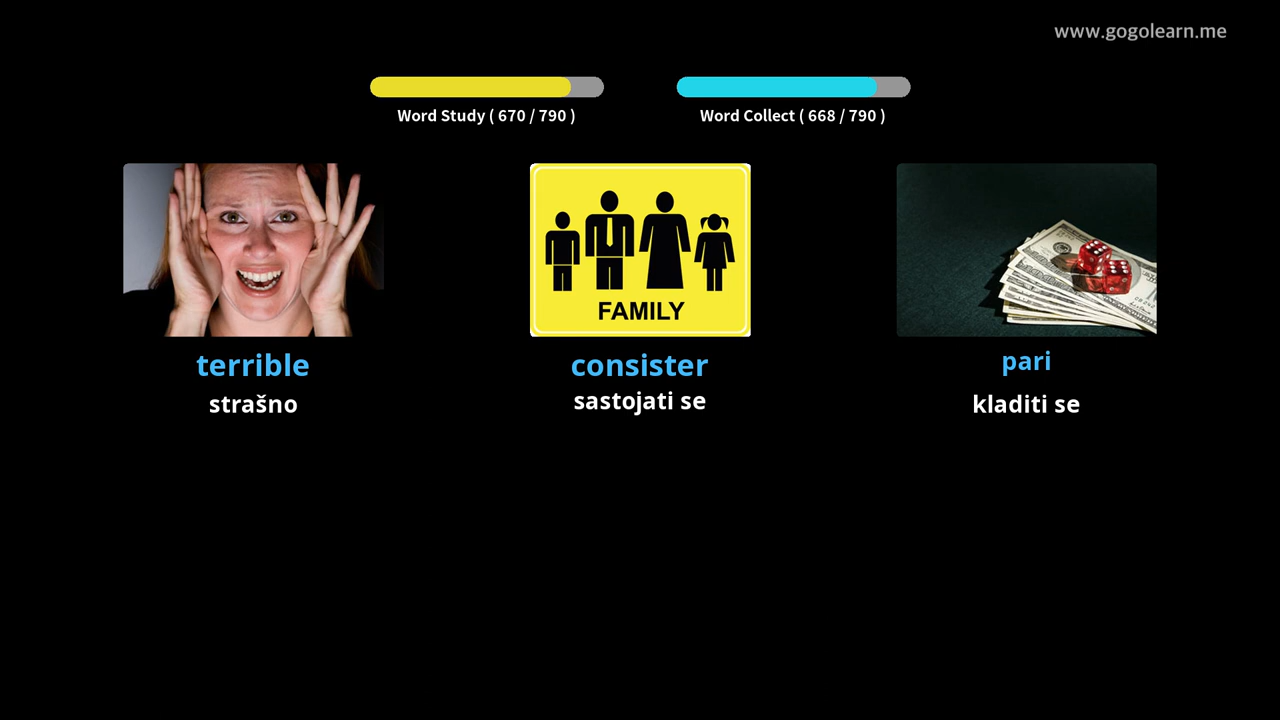 www.gogolearn.me
Word Study ( 670 / 790 )
Word Collect ( 668 / 790 )
FAMILY
terrible
consister
pari
strašno
sastojati se
kladiti se